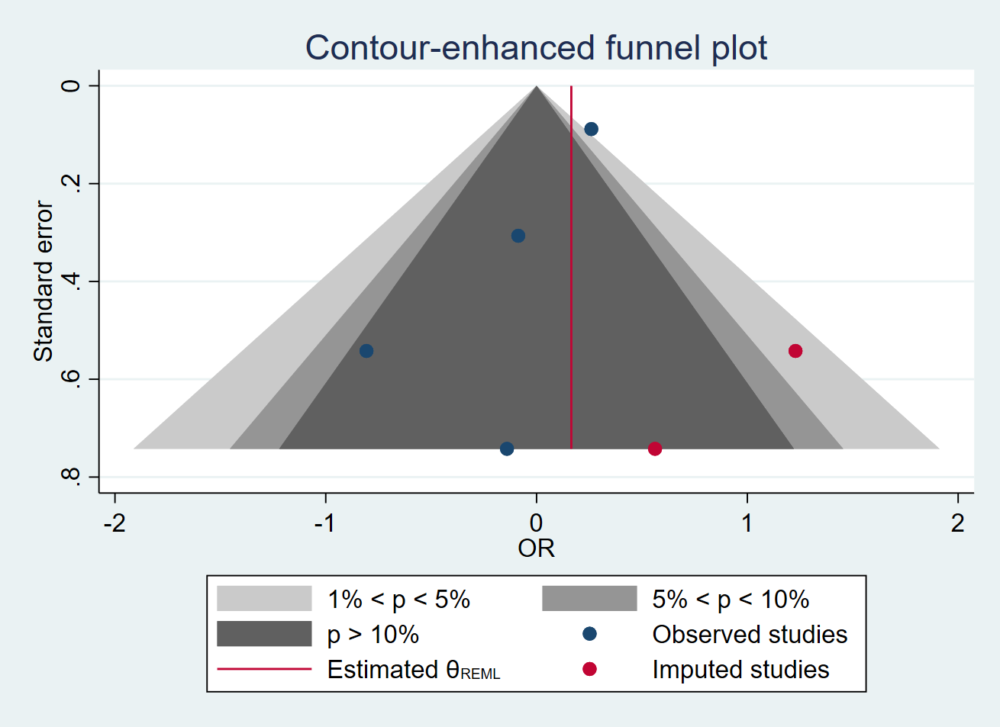 Contour-enhanced funnel plot
0
.2
.4
.6
.8
Standard error
-2 -1 0 1 2
OR
1% < p < 5% 5% < p < 10%
p > 10% Observed studies
Estimated θREML Imputed studies